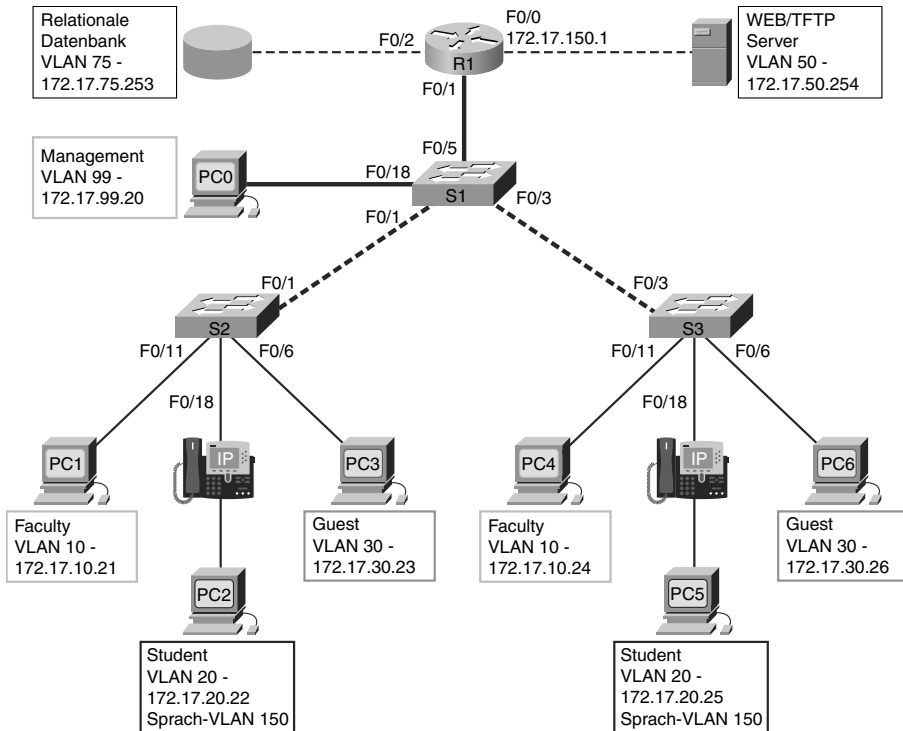 Relationale
Datenbank
VLAN 75 -
172.17.75.253
F0/2
F0/0
172.17.150.1
R1
F0/1
WEB/TFTP
Server
VLAN 50 -
172.17.50.254
Management
VLAN 99 -
172.17.99.20
PC0
F0/18
F0/5
S1
F0/1
F0/3
F0/1
S2
F0/11
F0/6
F0/18
F0/3
S3
F0/11
F0/6
F0/18
PC1
IP
PC3
PC4
IP
PC6
Faculty
VLAN 10 -
172.17.10.21
Guest
VLAN 30 -
172.17.30.23
Faculty
VLAN 10 -
172.17.10.24
Guest
VLAN 30 -
172.17.30.26
PC2
Student
VLAN 20 -
172.17.20.22
Sprach-VLAN 150
PC5
Student
VLAN 20 -
172.17.20.25
Sprach-VLAN 150